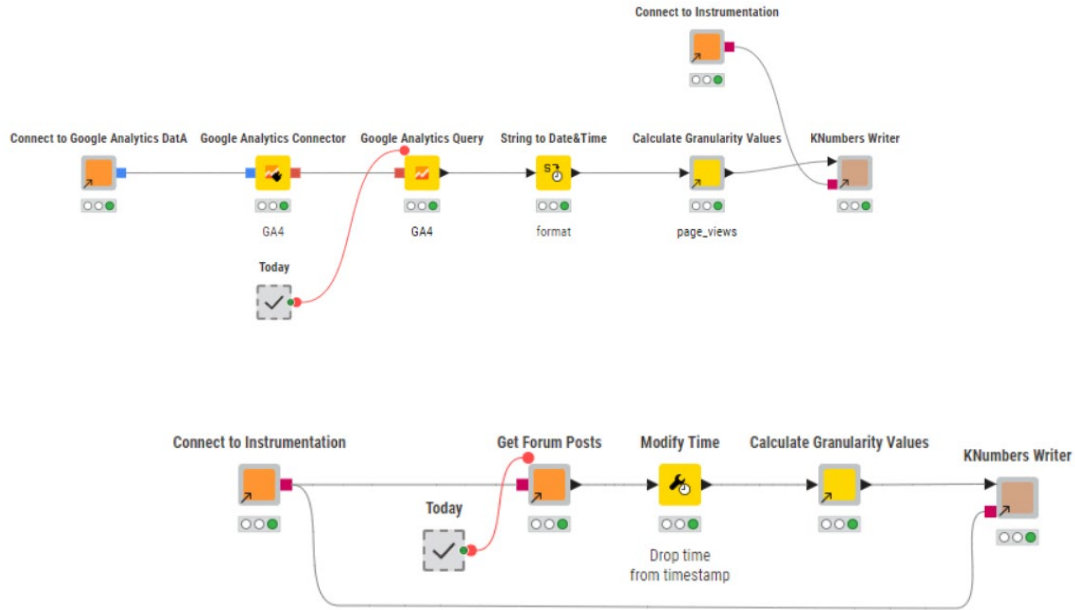 Connect to Instrumentation
Connect to Google Analytics DatA
Google Analytics Connector
Google Analytics Query
String to Date&Time
Calculate Granularity Values
KNumbers Writer
S
GA4
GA4
format
page_views
Today
Connect to Instrumentation
Get Forum Posts
Modify Time
Calculate Granularity Values
KNumbers Writer
Today
Drop time
from timestamp